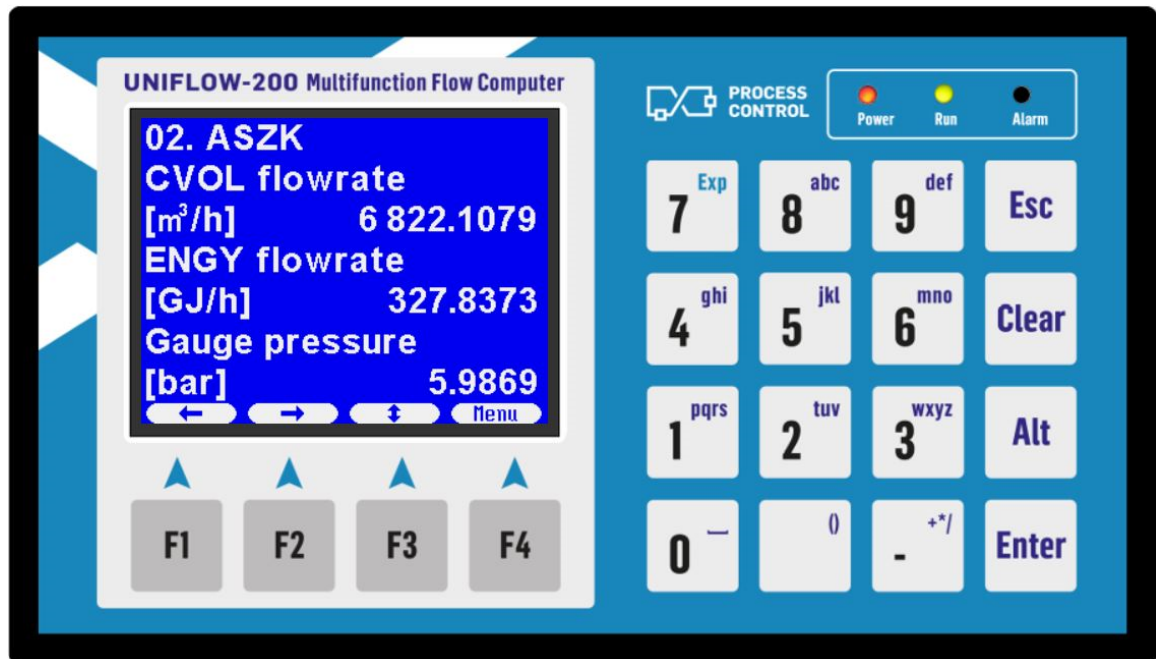 UNIFLOW-200 Multifunction Flow Computer
02. ASZK
CVOL flowrate
[m³/h] 6 822.1079
ENGY flowrate
[GJ/h] 327.8373
Gauge pressure
[bar] 5.9869
← → ↕ Menu
F1 F2 F3 F4
PROCESS
CONTROL
Power Run Alarm
7 Exp 8 abc 9 def Esc
4 ghi 5 jkl 6 mno Clear
1 pqrs 2 tuv 3 wxyz Alt
0 () - +*/ Enter